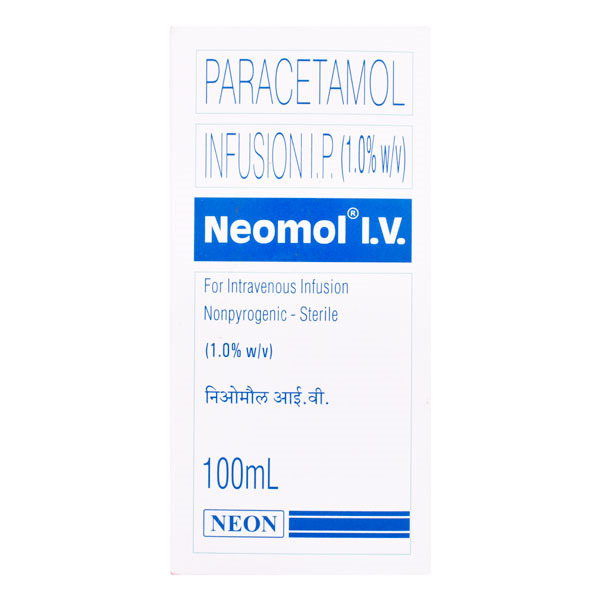 PARACETAMOL
INFUSION I.P. (1.0% w/v)
Neomol® I.V.
For Intravenous Infusion
Nonpyrogenic - Sterile
(1.0% w/v)
निओमौल आई.वी.
100mL
NEON